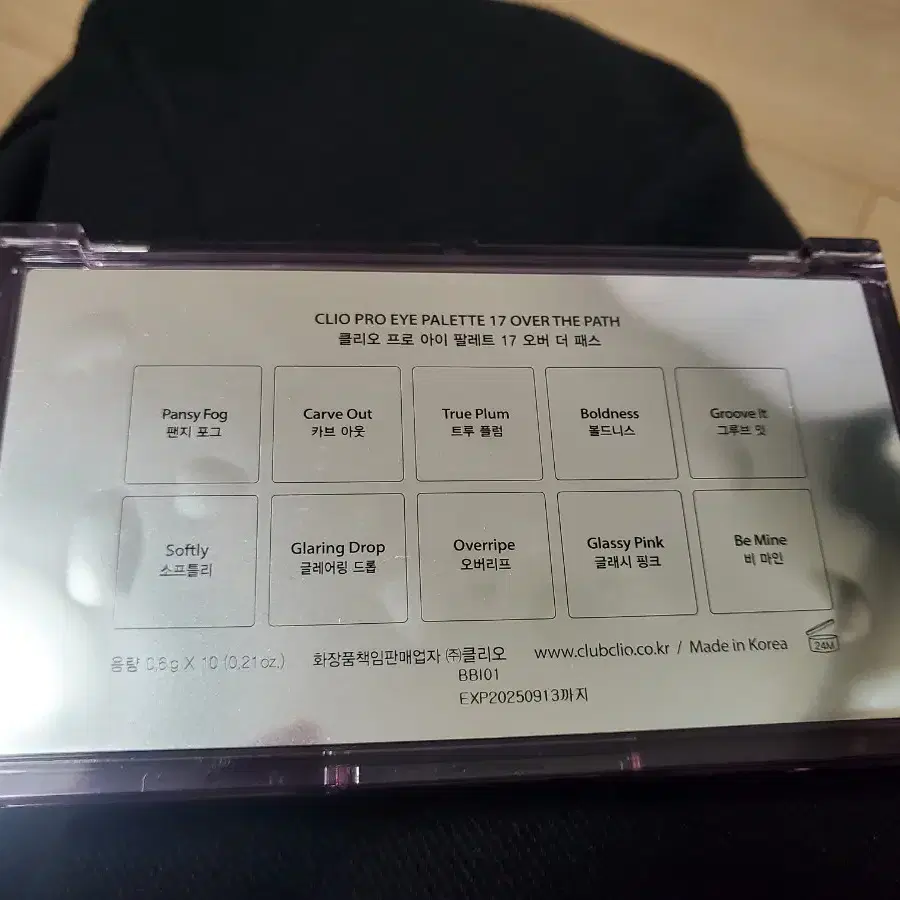 CLIO PRO EYE PALETTE 17 OVER THE PATH
클리오 프로 아이 팔레트 17 오버 더 패스
Pansy Fog
팬지 포그
Carve Out
카브 아웃
True Plum
트루 플럼
Boldness
볼드니스
Groove It
그루브 잇
Softly
소프틀리
Glaring Drop
글레어링 드롭
Overripe
오버리프
Glassy Pink
글래시 핑크
Be Mine
비 마인
용량 0.6g X 10 (0.21oz.)
화장품책임판매업자 ㈜클리오
www.clubclio.co.kr / Made in Korea
24M
BBI01
EXP20250913까지